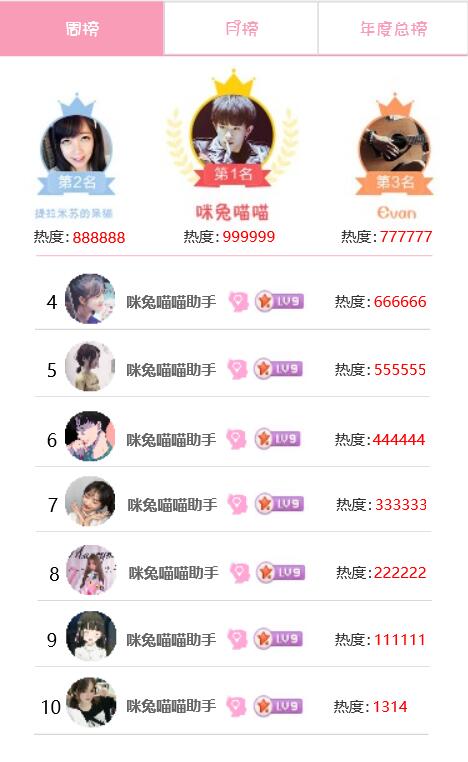 周榜 月榜 年度总榜
第2名 第1名 第3名
提拉米苏的呆猫 咪兔喵喵 Evan
热度：888888 热度：999999 热度：777777
4 咪兔喵喵助手 LV9 热度：666666
5 咪兔喵喵助手 LV9 热度：555555
6 咪兔喵喵助手 LV9 热度：444444
7 咪兔喵喵助手 LV9 热度：333333
8 咪兔喵喵助手 LV9 热度：222222
9 咪兔喵喵助手 LV9 热度：111111
10 咪兔喵喵助手 LV9 热度：1314